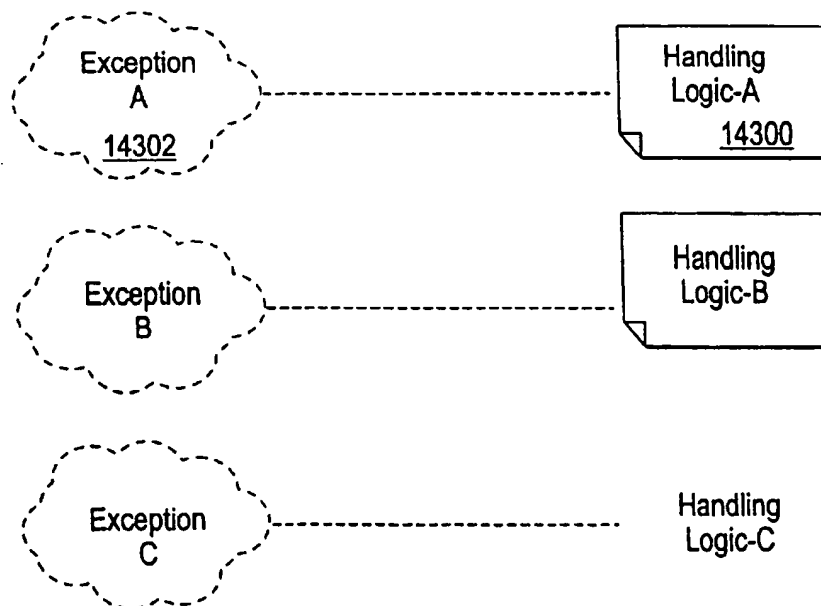 Exception
A
14302
Handling
Logic-A
14300
Exception
B
Handling
Logic-B
Exception
C
Handling
Logic-C